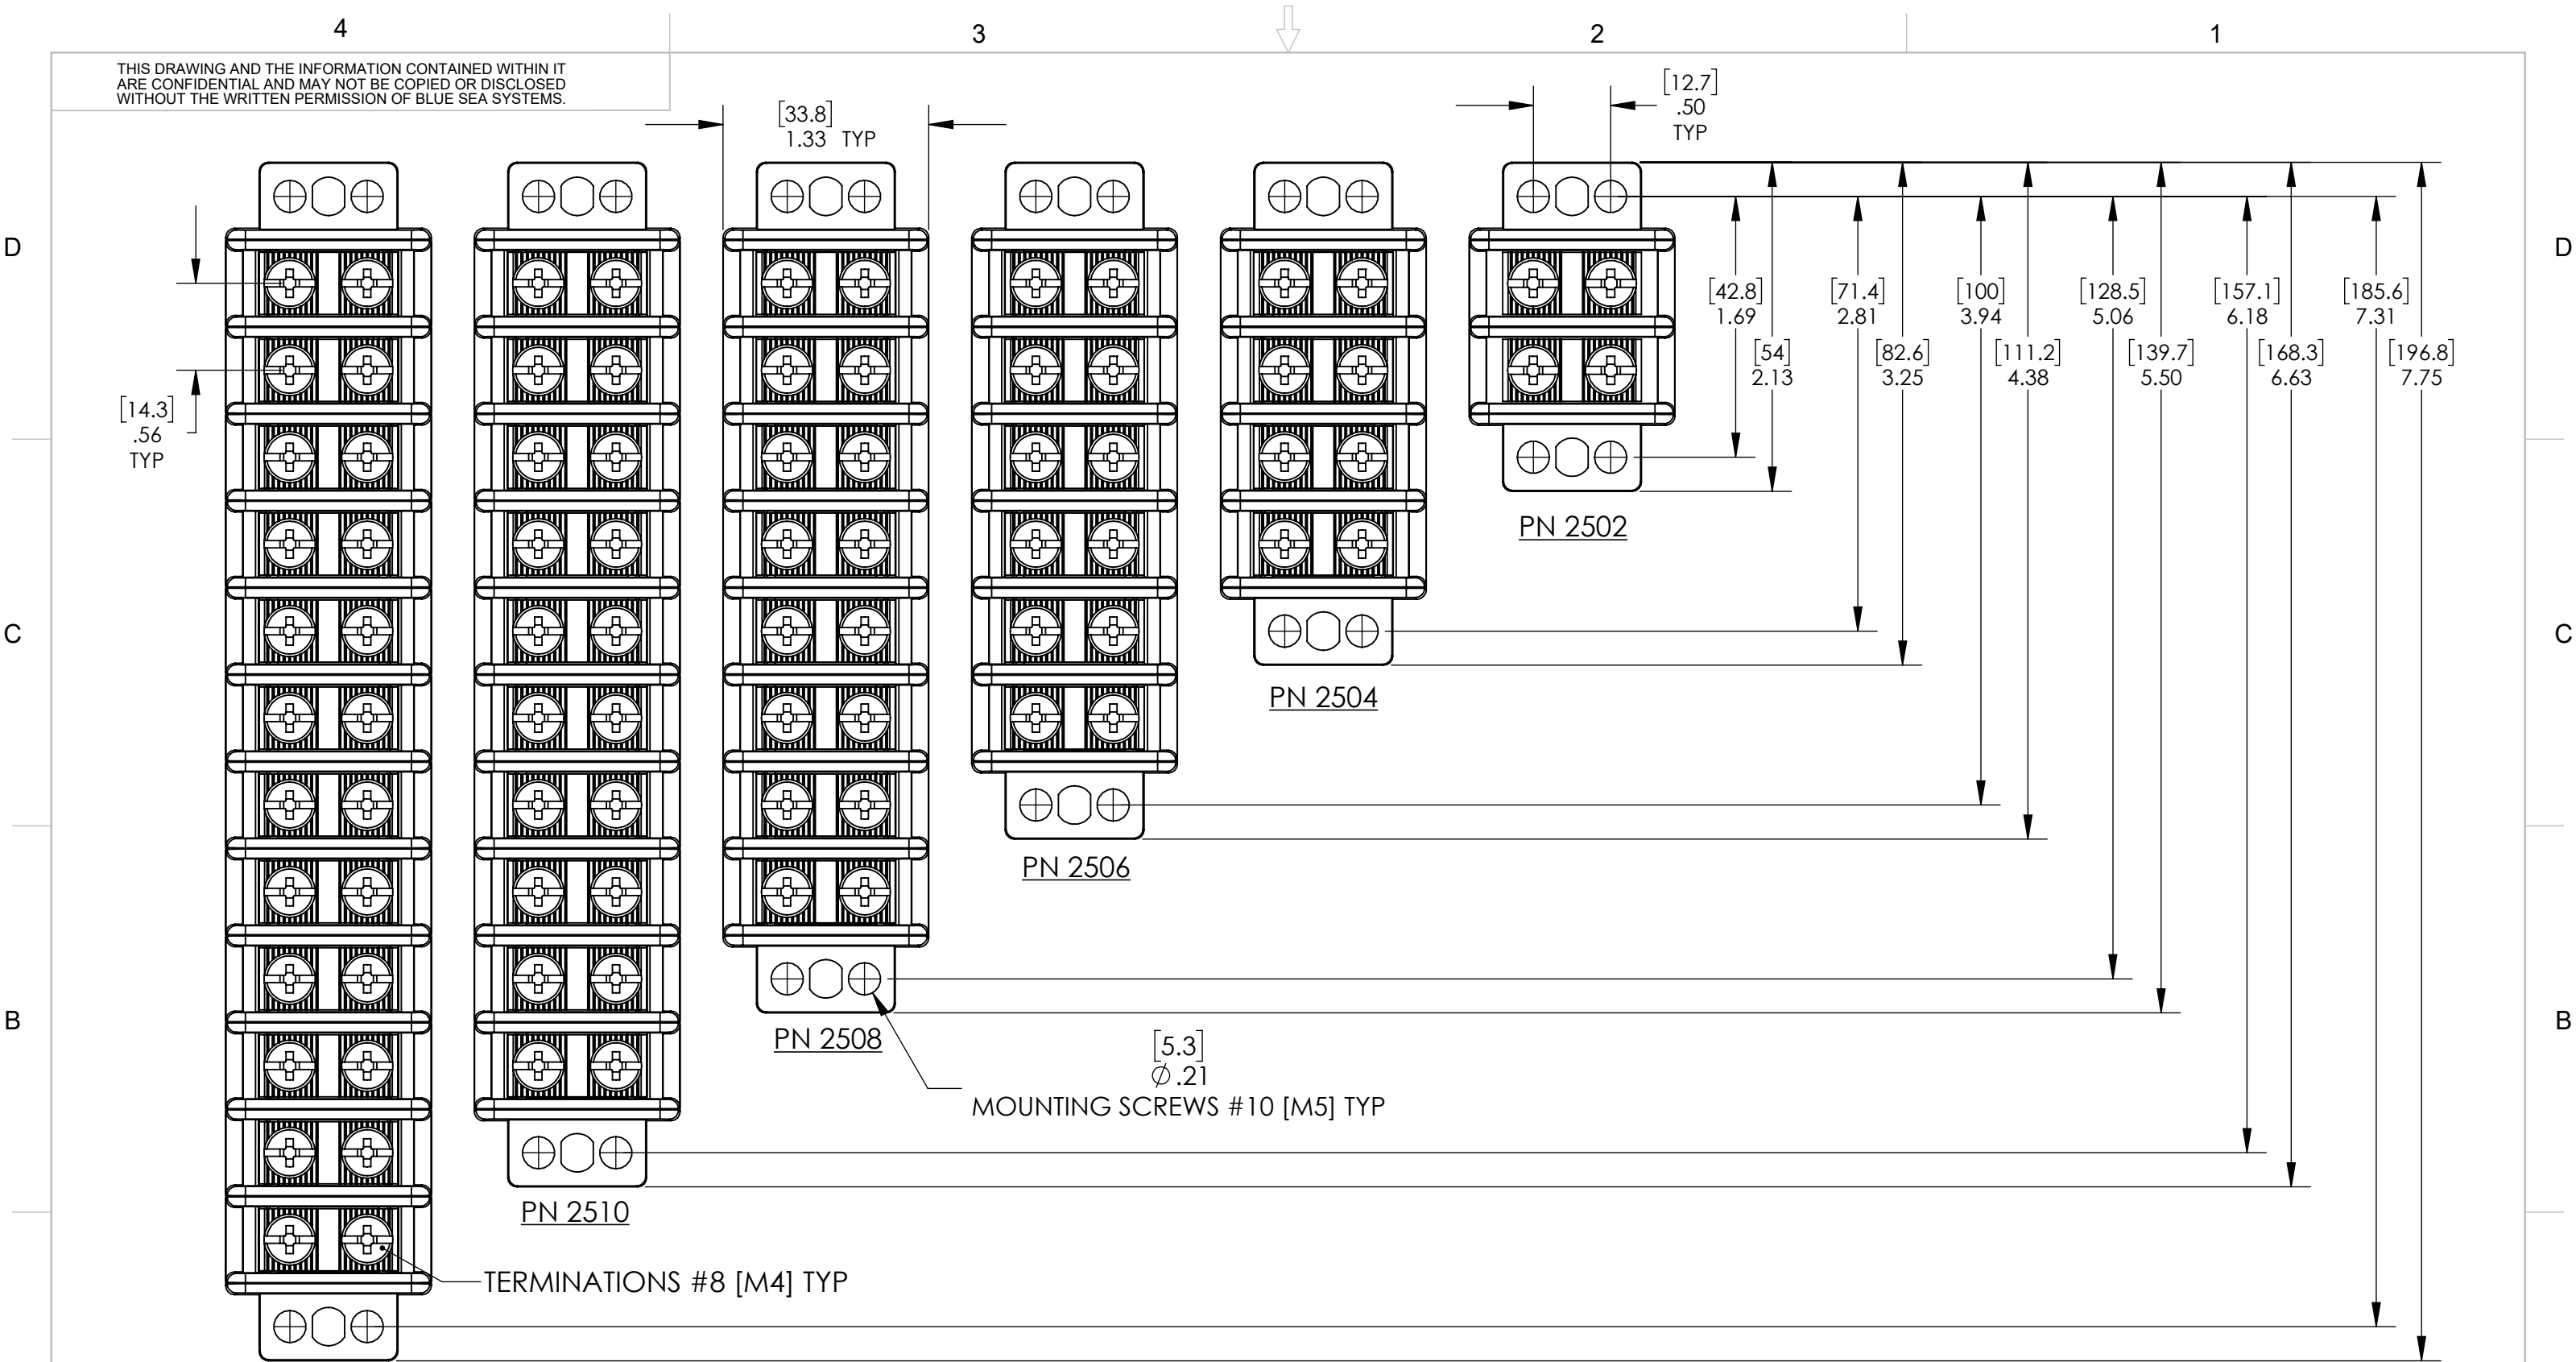 4
3
2
1
THIS DRAWING AND THE INFORMATION CONTAINED WITHIN IT
ARE CONFIDENTIAL AND MAY NOT BE COPIED OR DISCLOSED
WITHOUT THE WRITTEN PERMISSION OF BLUE SEA SYSTEMS.
[33.8]
1.33 TYP
[12.7]
.50
TYP
D
D
[42.8]
1.69
[71.4]
2.81
[100]
3.94
[128.5]
5.06
[157.1]
6.18
[185.6]
7.31
[54]
2.13
[82.6]
3.25
[111.2]
4.38
[139.7]
5.50
[168.3]
6.63
[196.8]
7.75
[14.3]
.56
TYP
PN 2502
C
C
PN 2504
PN 2506
B
B
PN 2508
[5.3]
∅ .21
MOUNTING SCREWS #10 [M5] TYP
PN 2510
TERMINATIONS #8 [M4] TYP